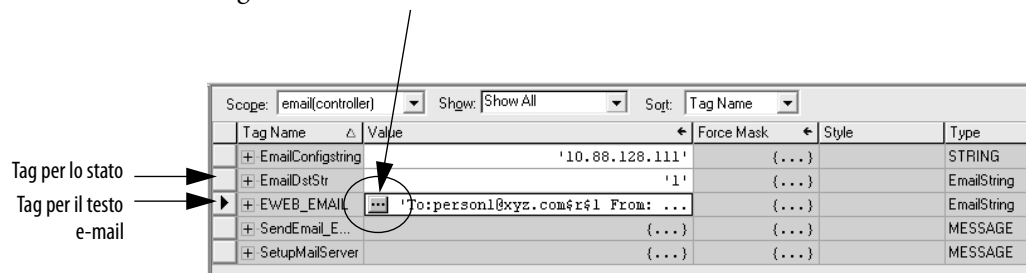 Scope: email(controller) Show: Show All Sort: Tag Name
Tag Name Value Force Mask Style Type
EmailConfigstring '10.88.128.111' {...} STRING
Tag per lo stato
EmailDstStr '1' {...} EmailString
Tag per il testo
e-mail
EWEB_EMAIL ... 'To:person1@xyz.com$r$l From: ... {...} EmailString
SendEmail_E... {...} {...} MESSAGE
SetupMailServer {...} {...} MESSAGE